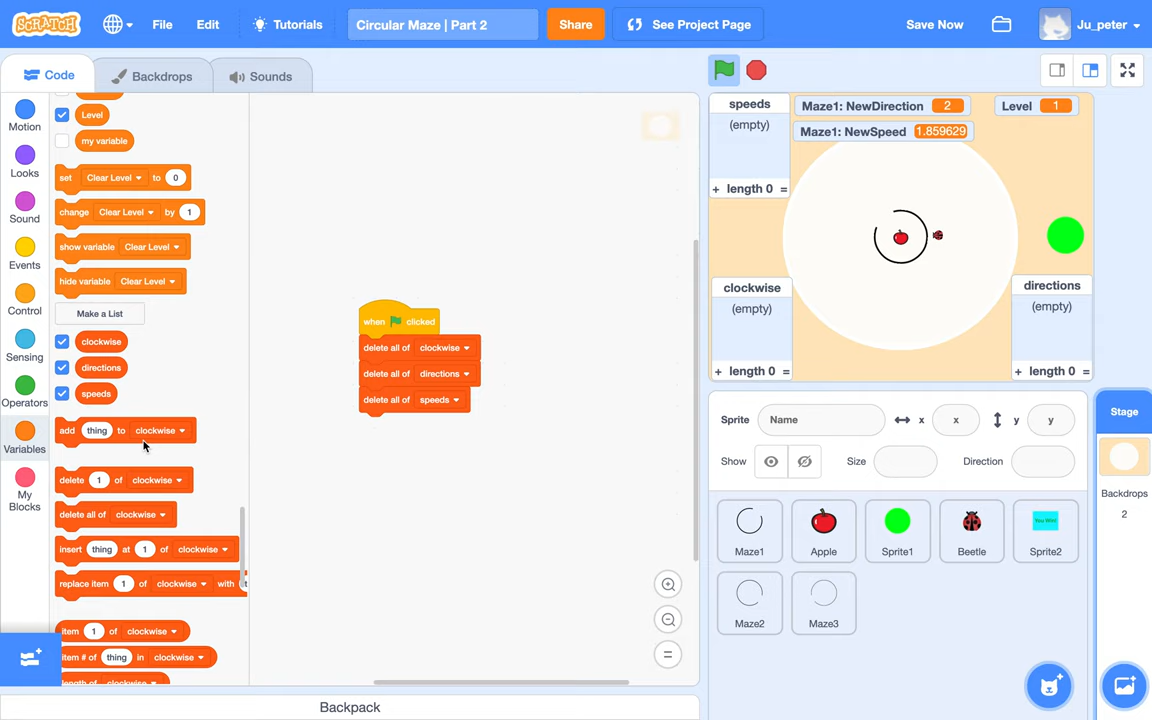 SCRATCH File Edit Tutorials Circular Maze | Part 2 Share See Project Page Save Now Ju_peter
Code Backdrops Sounds
Motion
Looks
Sound
Events
Control
Sensing
Operators
Variables
My Blocks
Level
my variable
set Clear Level to 0
change Clear Level by 1
show variable Clear Level
hide variable Clear Level
Make a List
clockwise
directions
speeds
add thing to clockwise
delete 1 of clockwise
delete all of clockwise
insert thing at 1 of clockwise
replace item 1 of clockwise with
item 1 of clockwise
item # of thing in clockwise
length of clockwise
when clicked
delete all of clockwise
delete all of directions
delete all of speeds
speeds
(empty)
+ length 0 =
Maze1: NewDirection 2
Level 1
Maze1: NewSpeed 1.859629
clockwise
(empty)
+ length 0 =
directions
(empty)
+ length 0 =
Sprite Name x x y y
Show Size Direction
Maze1
Apple
Sprite1
Beetle
You Win!
Sprite2
Maze2
Maze3
Stage
Backdrops
2
Backpack